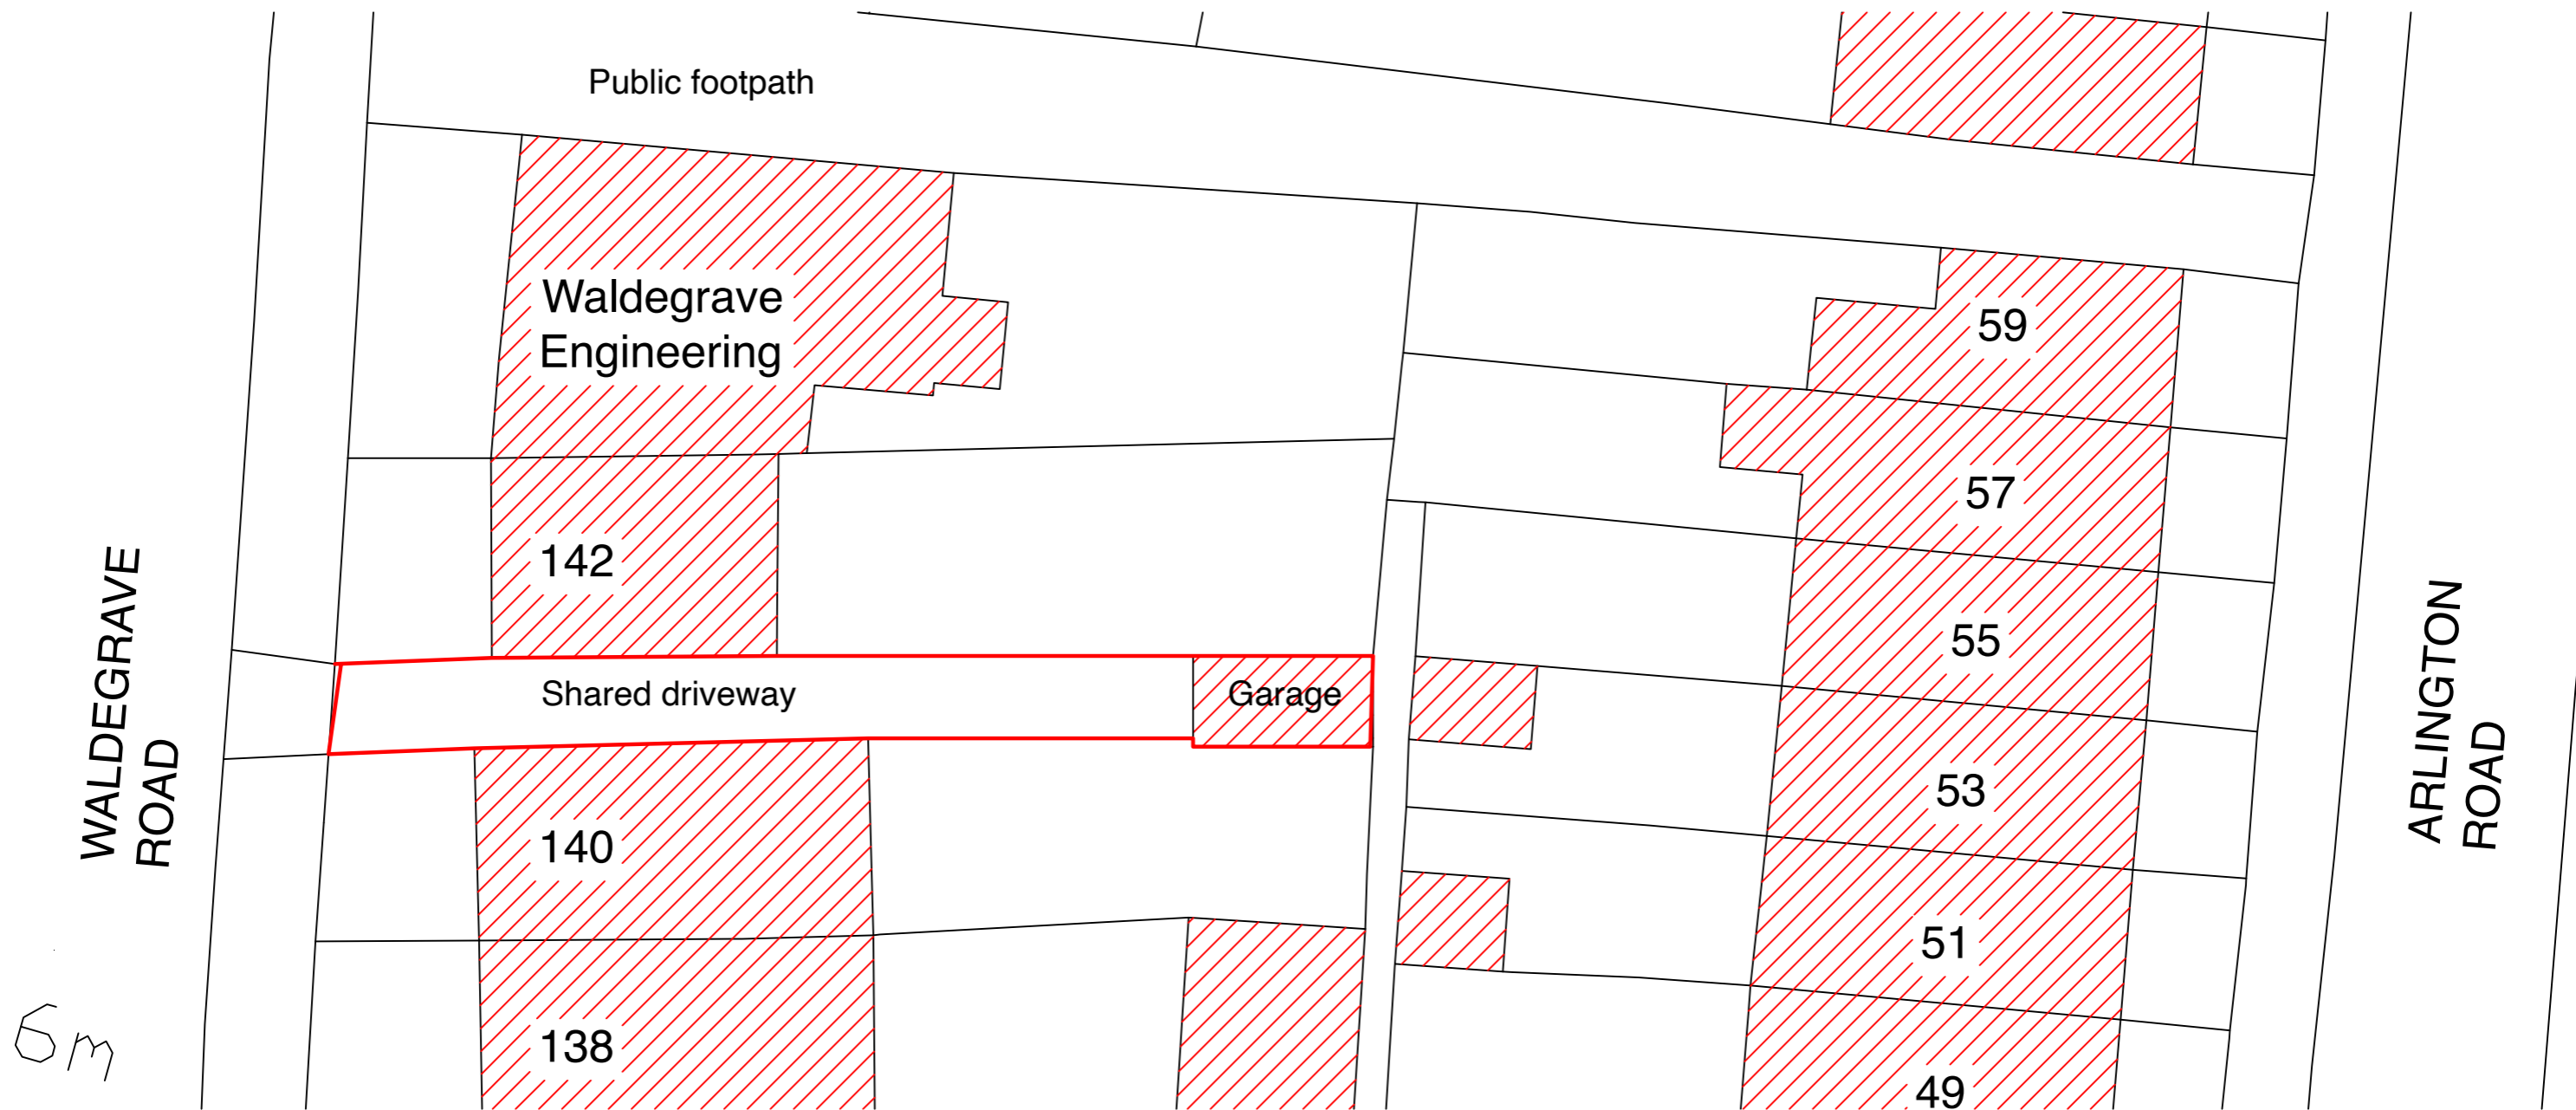 Public footpath
Waldegrave
Engineering
59
57
142
55
WALDEGRAVE
ROAD
Shared driveway
Garage
ARLINGTON
ROAD
53
140
51
6m
138
49